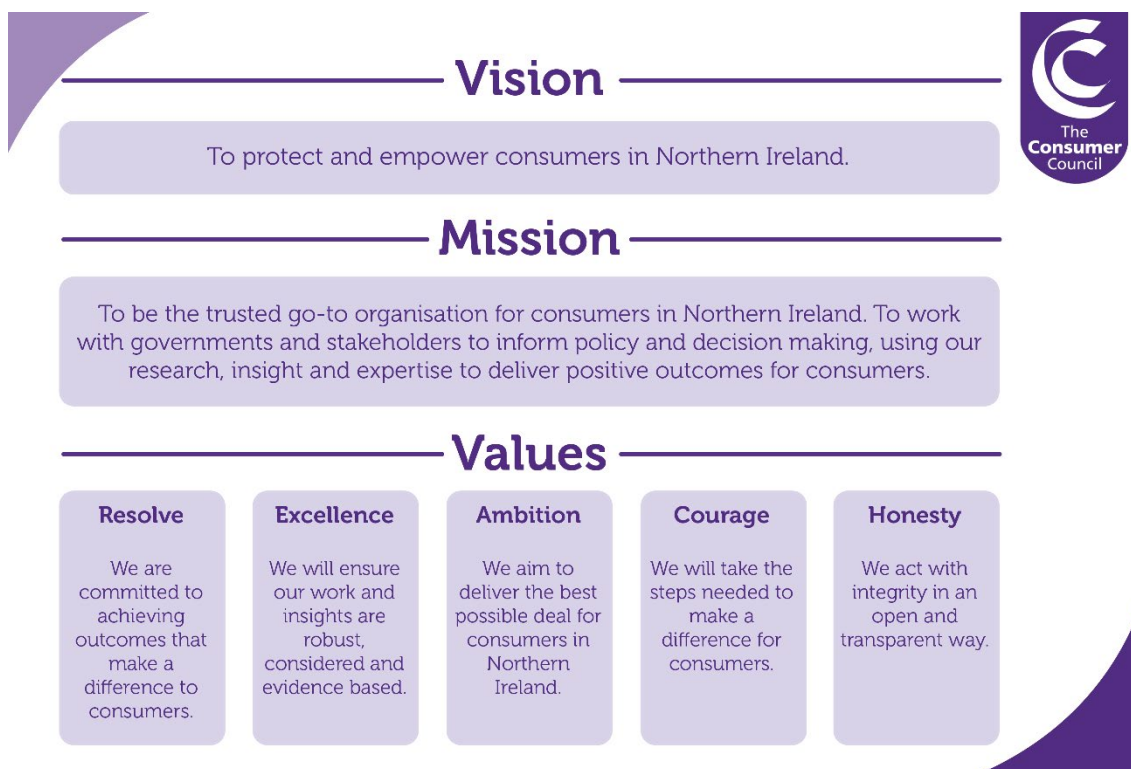 Vision
The
Consumer
Council
To protect and empower consumers in Northern Ireland.
Mission
To be the trusted go-to organisation for consumers in Northern Ireland. To work
with governments and stakeholders to inform policy and decision making, using our
research, insight and expertise to deliver positive outcomes for consumers.
Values
Resolve
We are
committed to
achieving
outcomes that
make a
difference to
consumers.
Excellence
We will ensure
our work and
insights are
robust,
considered and
evidence based.
Ambition
We aim to
deliver the best
possible deal for
consumers in
Northern
Ireland.
Courage
We will take the
steps needed to
make a
difference for
consumers.
Honesty
We act with
integrity in an
open and
transparent way.